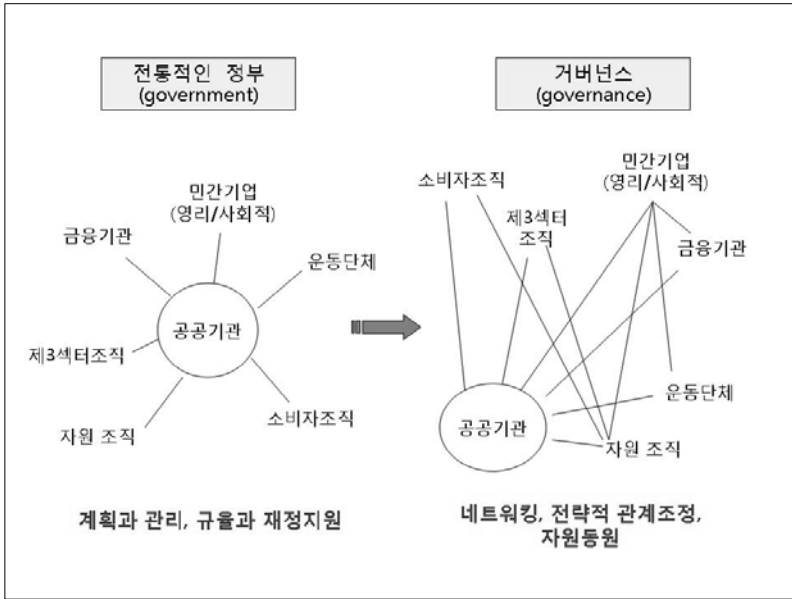 전통적인 정부
(government)
민간기업
(영리/사회적)
금융기관
운동단체
공공기관
제3섹터조직
소비자조직
자원 조직
계획과 관리, 규율과 재정지원
거버넌스
(governance)
민간기업
(영리/사회적)
소비자조직
제3섹터
조직
금융기관
운동단체
공공기관
자원 조직
네트워킹, 전략적 관계조정,
자원동원